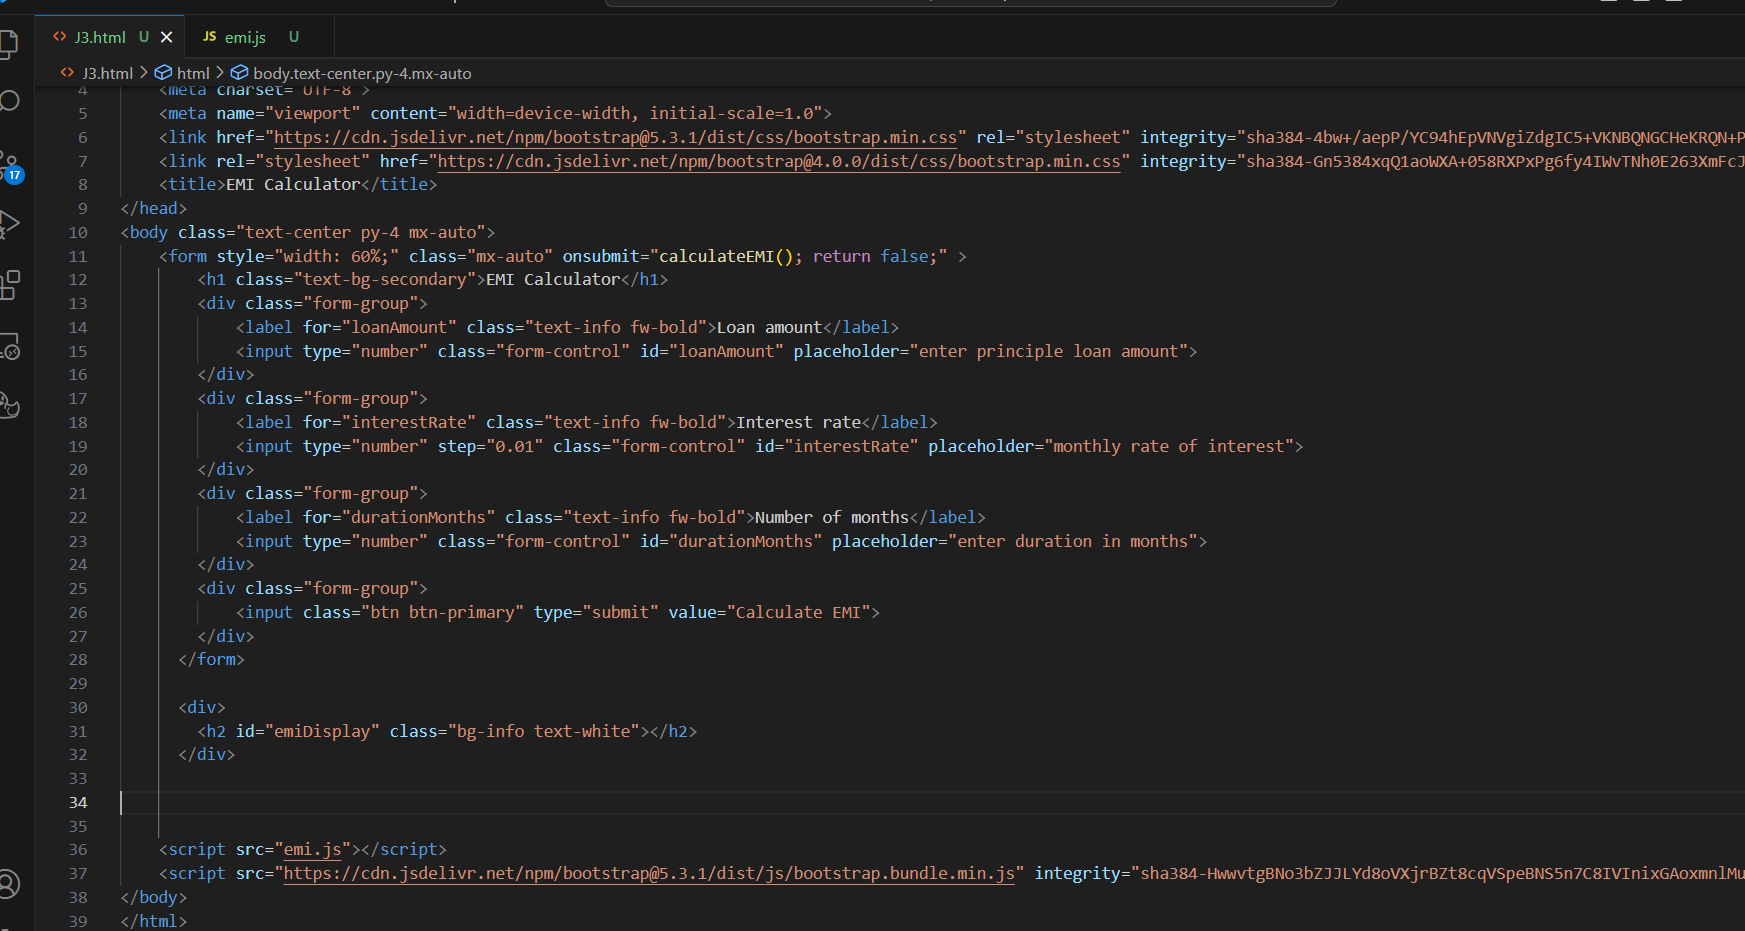 J3.html U × JS emi.js U
J3.html > html > body.text-center.py-4.mx-auto
4 <meta charset="UTF-8">
5 <meta name="viewport" content="width=device-width, initial-scale=1.0">
6 <link href="https://cdn.jsdelivr.net/npm/bootstrap@5.3.1/dist/css/bootstrap.min.css" rel="stylesheet" integrity="sha384-4bw+/aepP/YC94hEpVNVgiZdgIC5+VKNBQNGCHeKRQN+P
7 <link rel="stylesheet" href="https://cdn.jsdelivr.net/npm/bootstrap@4.0.0/dist/css/bootstrap.min.css" integrity="sha384-Gn5384xqQ1aoWXA+058RXPxPg6fy4IWvTNh0E263XmFcJ
17
8 <title>EMI Calculator</title>
9 </head>
10 <body class="text-center py-4 mx-auto">
11 <form style="width: 60%;" class="mx-auto" onsubmit="calculateEMI(); return false;" >
12 <h1 class="text-bg-secondary">EMI Calculator</h1>
13 <div class="form-group">
14 <label for="loanAmount" class="text-info fw-bold">Loan amount</label>
15 <input type="number" class="form-control" id="loanAmount" placeholder="enter principle loan amount">
16 </div>
17 <div class="form-group">
18 <label for="interestRate" class="text-info fw-bold">Interest rate</label>
19 <input type="number" step="0.01" class="form-control" id="interestRate" placeholder="monthly rate of interest">
20 </div>
21 <div class="form-group">
22 <label for="durationMonths" class="text-info fw-bold">Number of months</label>
23 <input type="number" class="form-control" id="durationMonths" placeholder="enter duration in months">
24 </div>
25 <div class="form-group">
26 <input class="btn btn-primary" type="submit" value="Calculate EMI">
27 </div>
28 </form>
29
30 <div>
31 <h2 id="emiDisplay" class="bg-info text-white"></h2>
32 </div>
33
34
35
36 <script src="emi.js"></script>
37 <script src="https://cdn.jsdelivr.net/npm/bootstrap@5.3.1/dist/js/bootstrap.bundle.min.js" integrity="sha384-HwwvtgBNo3bZJJLYd8oVXjrBZt8cqVSpeBNS5n7C8IVInixGAoxmnlMu
38 </body>
39 </html>